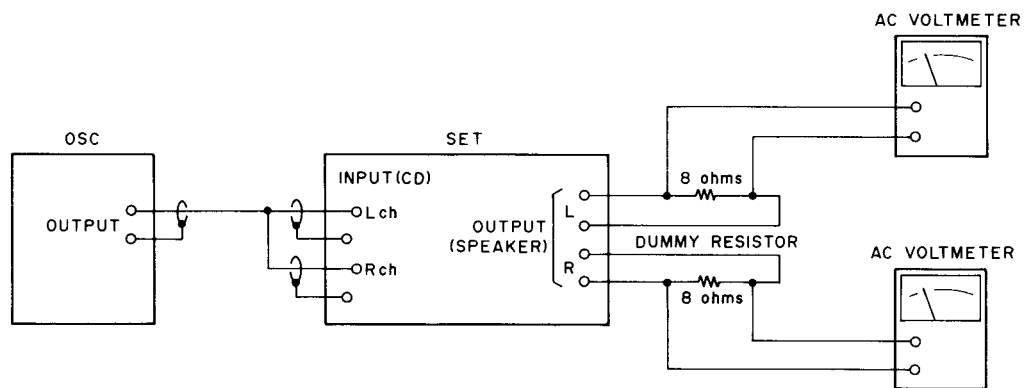 AC VOLTMETER
OSC
SET
INPUT(CD)
Lch
8 ohms
OUTPUT
OUTPUT
(SPEAKER)
L
DUMMY RESISTOR
Rch
R
AC VOLTMETER
8 ohms